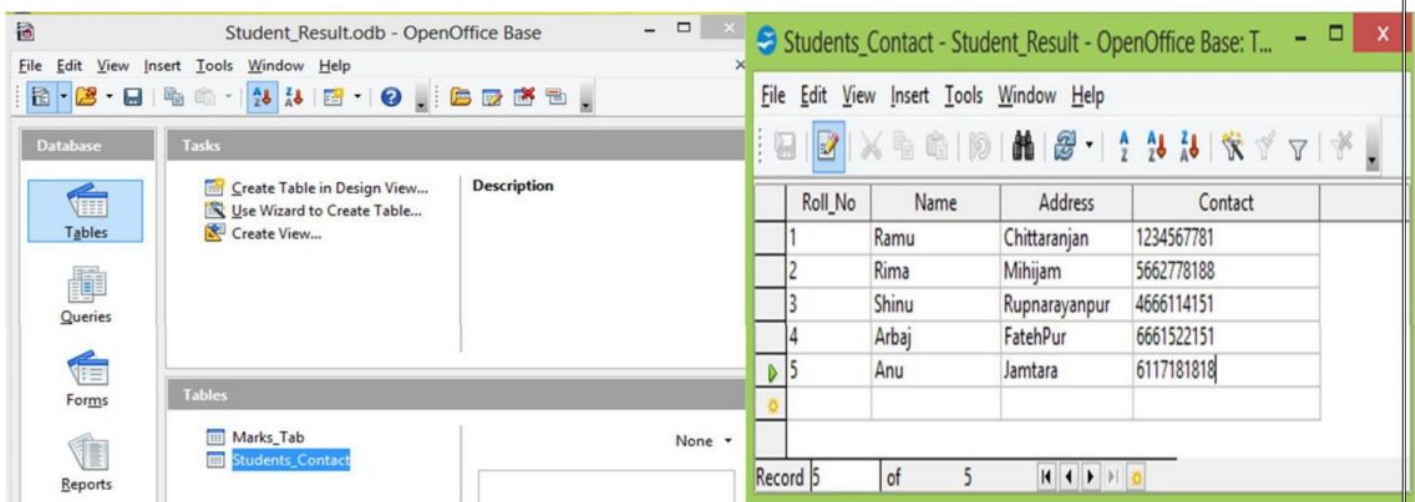 Student_Result.odb - OpenOffice Base
File Edit View Insert Tools Window Help
Database
Tables
Queries
Forms
Reports
Tasks
Create Table in Design View...
Use Wizard to Create Table...
Create View...
Description
Tables
Marks_Tab
Students_Contact
None
Students_Contact - Student_Result - OpenOffice Base: T...
File Edit View Insert Tools Window Help
Roll_No Name Address Contact
1 Ramu Chittaranjan 1234567781
2 Rima Mihijam 5662778188
3 Shinu Rupnarayanpur 4666114151
4 Arbaj FatehPur 6661522151
5 Anu Jamtara 6117181818
Record 5 of 5